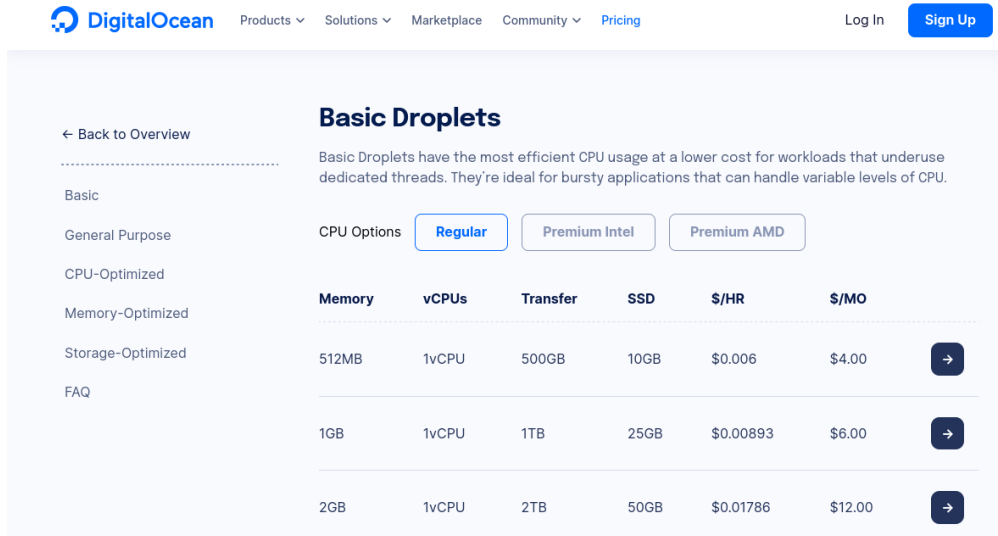 DigitalOcean Products Solutions Marketplace Community Pricing Log In Sign Up
← Back to Overview
Basic
General Purpose
CPU-Optimized
Memory-Optimized
Storage-Optimized
FAQ
Basic Droplets
Basic Droplets have the most efficient CPU usage at a lower cost for workloads that underuse
dedicated threads. They’re ideal for bursty applications that can handle variable levels of CPU.
CPU Options Regular Premium Intel Premium AMD
Memory vCPUs Transfer SSD $/HR $/MO
512MB 1vCPU 500GB 10GB $0.006 $4.00 →
1GB 1vCPU 1TB 25GB $0.00893 $6.00 →
2GB 1vCPU 2TB 50GB $0.01786 $12.00 →